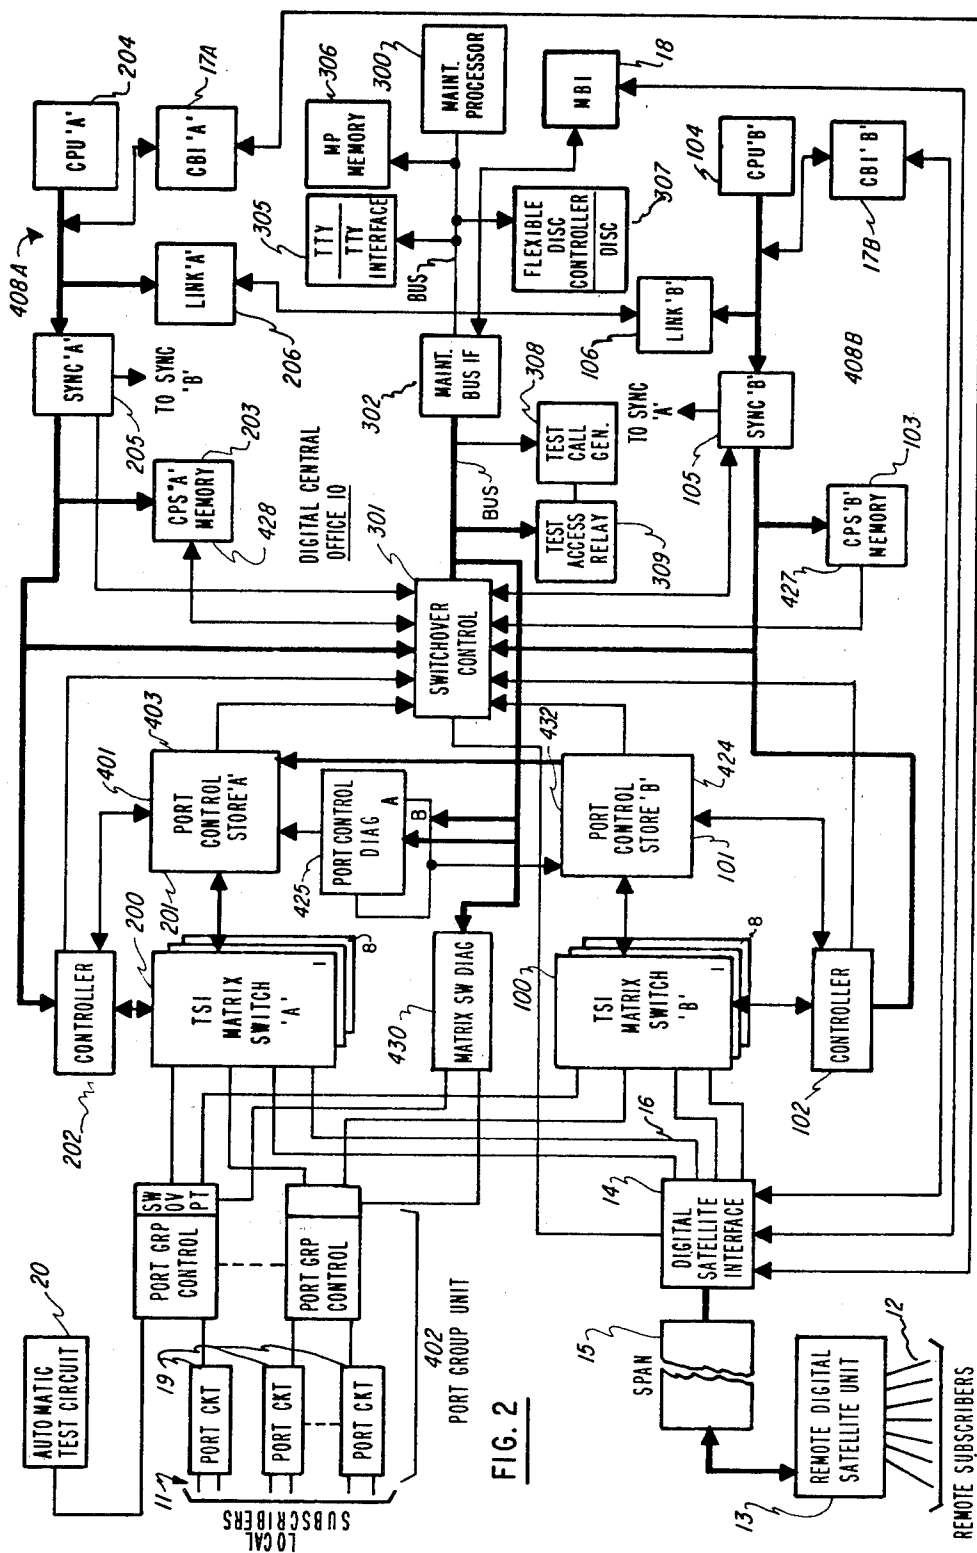 AUTOMATIC
TEST CIRCUIT
20
PORT GRP
CONTROL
SW
OV
PT
PORT GRP
CONTROL
19
PORT CKT
PORT CKT
PORT CKT
11
LOCAL
SUBSCRIBERS
402
PORT GROUP UNIT
FIG. 2
202
CONTROLLER
200
TSI
MATRIX
SWITCH
'A'
1
8
201
401
403
PORT
CONTROL
STORE 'A'
425
PORT CONTROL
DIAG
A
B
430
MATRIX SW DIAG
408A
CPU 'A'
204
CBI 'A'
17A
LINK 'A'
206
SYNC 'A'
205
TO SYNC
'B'
CPS 'A'
MEMORY
203
428
DIGITAL CENTRAL
OFFICE 10
301
SWITCHOVER
CONTROL
302
MAINT.
BUS IF
305
TTY
TTY
INTERFACE
BUS
MP
MEMORY
306
MAINT.
PROCESSOR
300
FLEXIBLE
DISC
CONTROLLER
DISC
307
MBI
18
BUS
TEST
CALL
GEN.
308
TEST
ACCESS
RELAY
309
CPU 'B'
104
CBI 'B'
17B
LINK 'B'
106
SYNC 'B'
105
TO SYNC
'A'
408B
CPS 'B'
MEMORY
103
427
432
PORT
CONTROL
STORE 'B'
424
101
100
TSI
MATRIX
SWITCH
'B'
1
8
CONTROLLER
102
16
14
DIGITAL
SATELLITE
INTERFACE
15
SPAN
REMOTE DIGITAL
SATELLITE UNIT
13
12
REMOTE SUBSCRIBERS